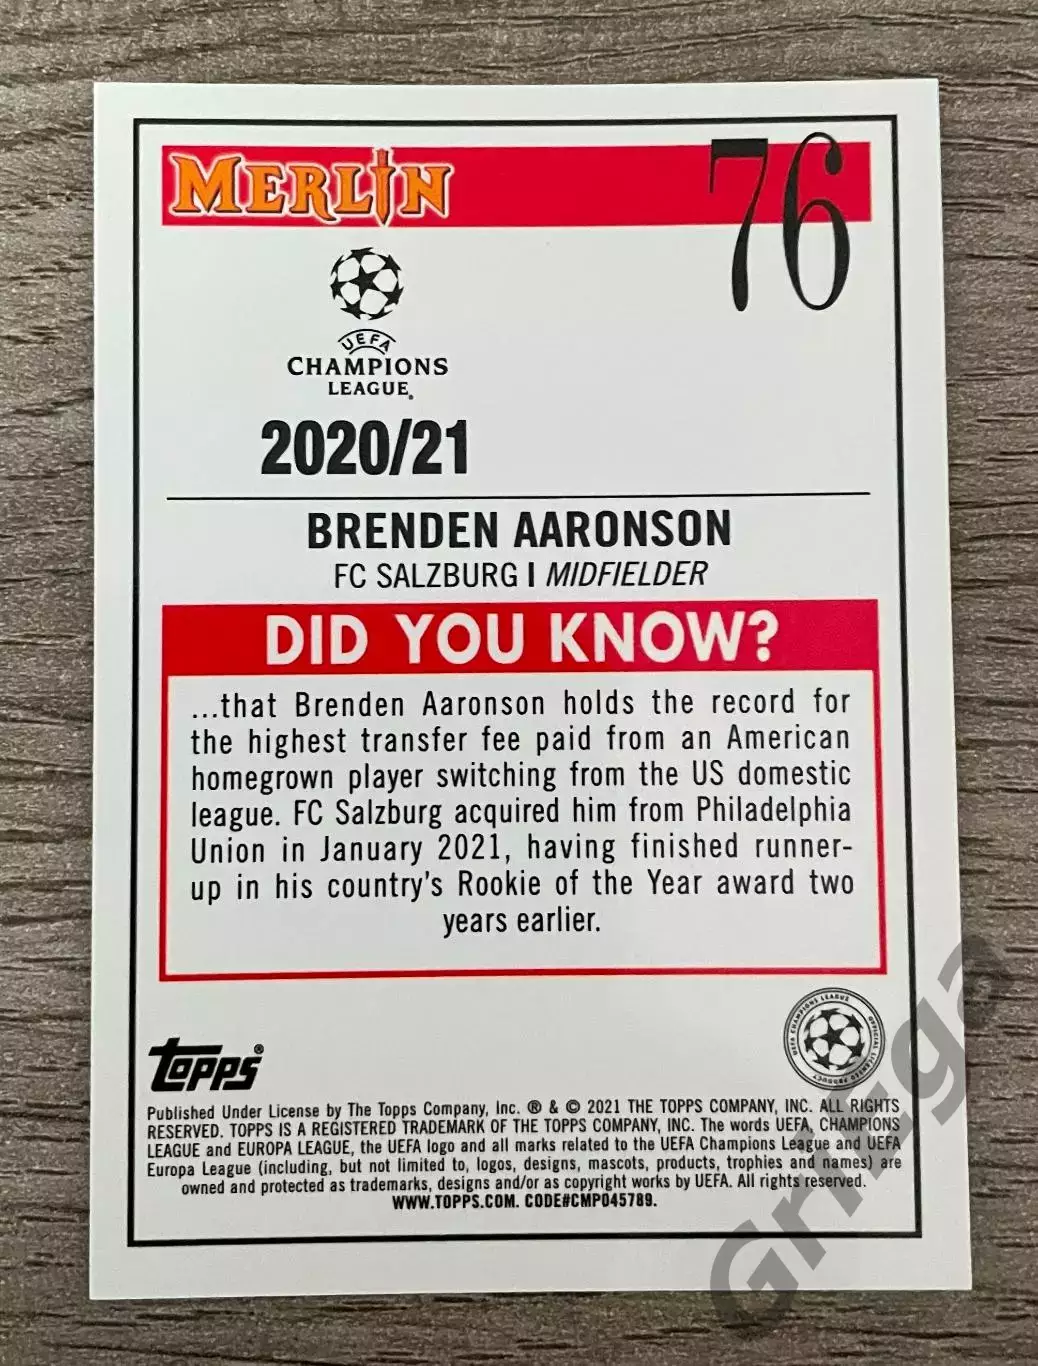 MERLIN
76
UEFA
CHAMPIONS
LEAGUE.
2020/21
BRENDEN AARONSON
FC SALZBURG | MIDFIELDER
DID YOU KNOW?
...that Brenden Aaronson holds the record for
the highest transfer fee paid from an American
homegrown player switching from the US domestic
league. FC Salzburg acquired him from Philadelphia
Union in January 2021, having finished runner-
up in his country's Rookie of the Year award two
years earlier.
UEFA CHAMPIONS LEAGUE
OFFICIAL LICENSED PRODUCT
TOPPS®
Published Under License by The Topps Company, Inc. ® & © 2021 THE TOPPS COMPANY, INC. ALL RIGHTS
RESERVED. TOPPS IS A REGISTERED TRADEMARK OF THE TOPPS COMPANY, INC. The words UEFA, CHAMPIONS
LEAGUE and EUROPA LEAGUE, the UEFA logo and all marks related to the UEFA Champions League and UEFA
Europa League (including, but not limited to, logos, designs, mascots, products, trophies and names) are
owned and protected as trademarks, designs and/or as copyright works by UEFA. All rights reserved.
WWW.TOPPS.COM. CODE#CMP045789.
GriEga